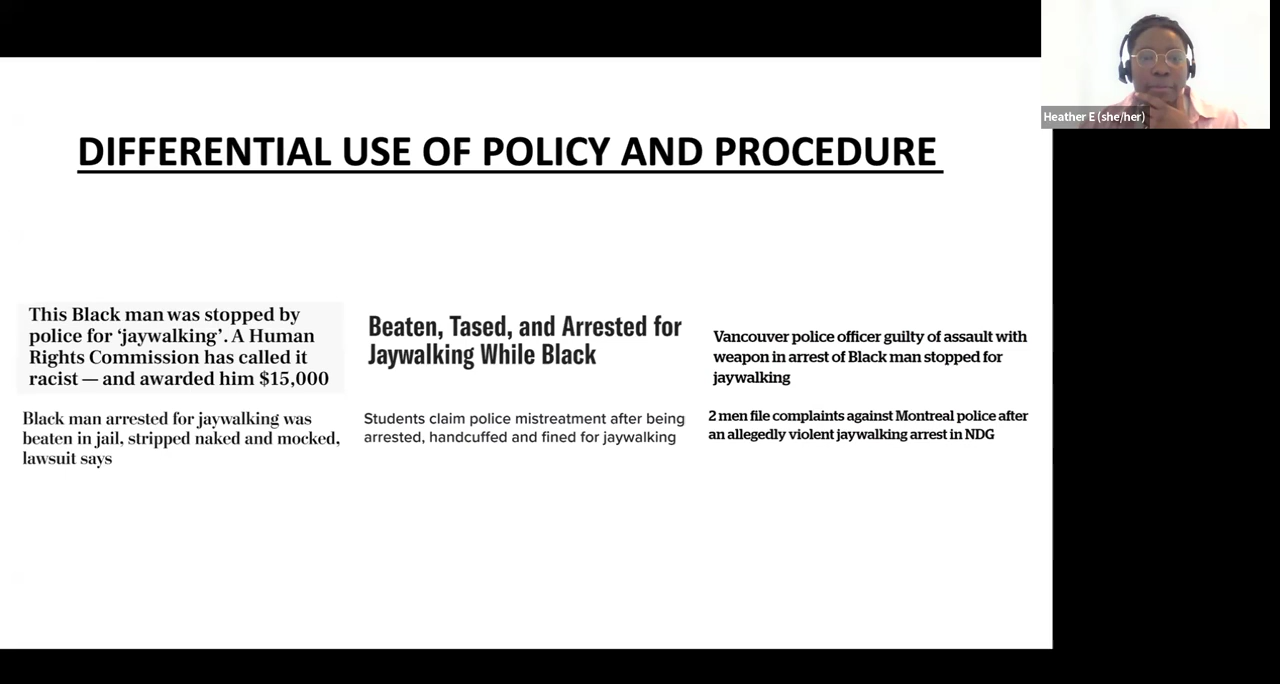 Heather E (she/her)
DIFFERENTIAL USE OF POLICY AND PROCEDURE
This Black man was stopped by
police for ‘jaywalking’. A Human
Rights Commission has called it
racist — and awarded him $15,000
Black man arrested for jaywalking was
beaten in jail, stripped naked and mocked,
lawsuit says
Beaten, Tased, and Arrested for
Jaywalking While Black
Students claim police mistreatment after being
arrested, handcuffed and fined for jaywalking
Vancouver police officer guilty of assault with
weapon in arrest of Black man stopped for
jaywalking
2 men file complaints against Montreal police after
an allegedly violent jaywalking arrest in NDG